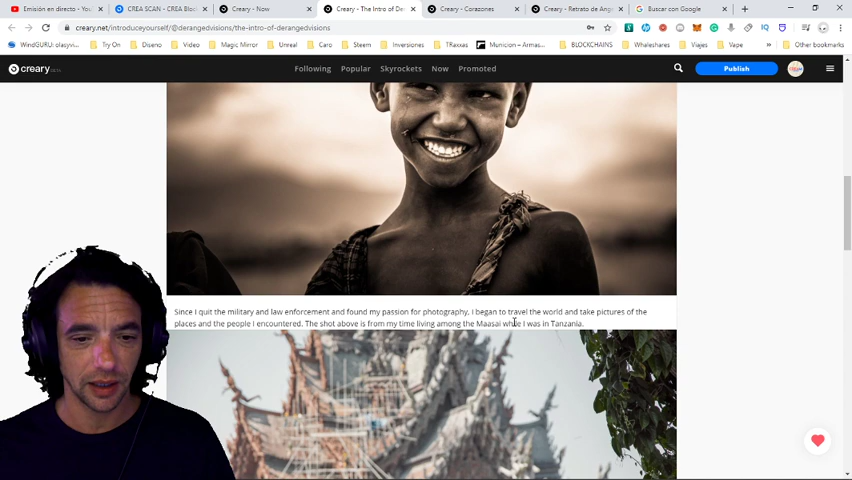 Emisión en directo - You
CREA SCAN - CREA Bloc
Creary - Now
Creary - The Intro of De
Creary - Corazones
Creary - Retrato de Ang
Buscar con Google
creary.net/introduceyourself/@derangedvisions/the-intro-of-derangedvisions
WindGURU: olasyvi...
Try On
Diseno
Video
Magic Mirror
Unreal
Caro
Steem
Inversiones
TRaxxas
Municion – Armas...
BLOCKCHAINS
Whaleshares
Viajes
Vape
»
Other bookmarks
creary BETA
Following
Popular
Skyrockets
Now
Promoted
Publish
Since I quit the military and law enforcement and found my passion for photography, I began to travel the world and take pictures of the
places and the people I encountered. The shot above is from my time living among the Maasai while I was in Tanzania.